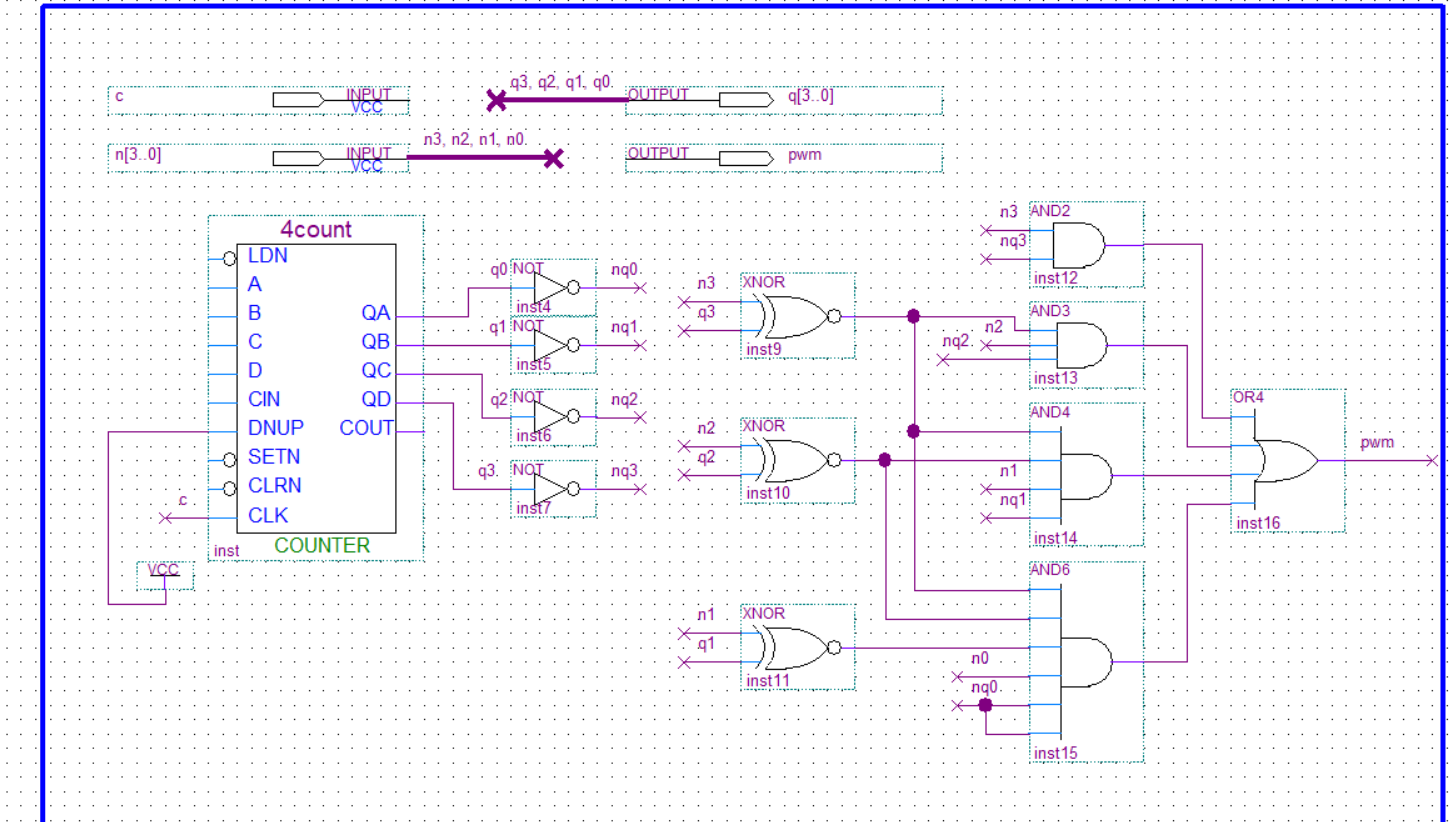 c INPUT VCC
q3, q2, q1, q0 OUTPUT q[3..0]
n[3..0] INPUT VCC
n3, n2, n1, n0 OUTPUT pwm
4count
LDN
A
B QA
C QB
D QC
CIN QD
DNUP COUT
SETN
CLRN
c CLK
inst COUNTER
VCC
q0 NOT nq0
inst4
q1 NOT nq1
inst5
q2 NOT nq2
inst6
q3 NOT nq3
inst7
n3 XNOR
q3
inst9
n2 XNOR
q2
inst10
n1 XNOR
q1
inst11
n3 AND2
nq3
inst12
AND3
n2
nq2
inst13
AND4
n1
nq1
inst14
AND6
n0
nq0
inst15
OR4
pwm
inst16